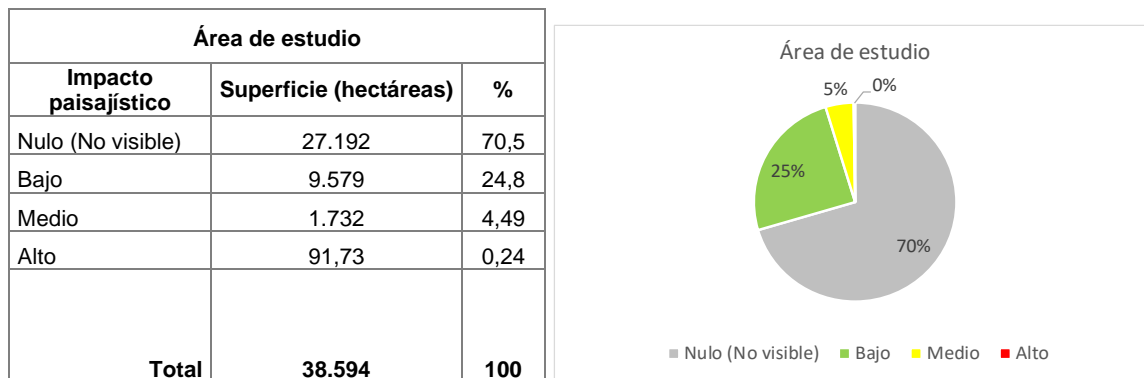 Área de estudio
Impacto paisajístico Superficie (hectáreas) %
Nulo (No visible) 27.192 70,5
Bajo 9.579 24,8
Medio 1.732 4,49
Alto 91,73 0,24
Total 38.594 100
Área de estudio
5% 0%
25%
70%
Nulo (No visible) Bajo Medio Alto